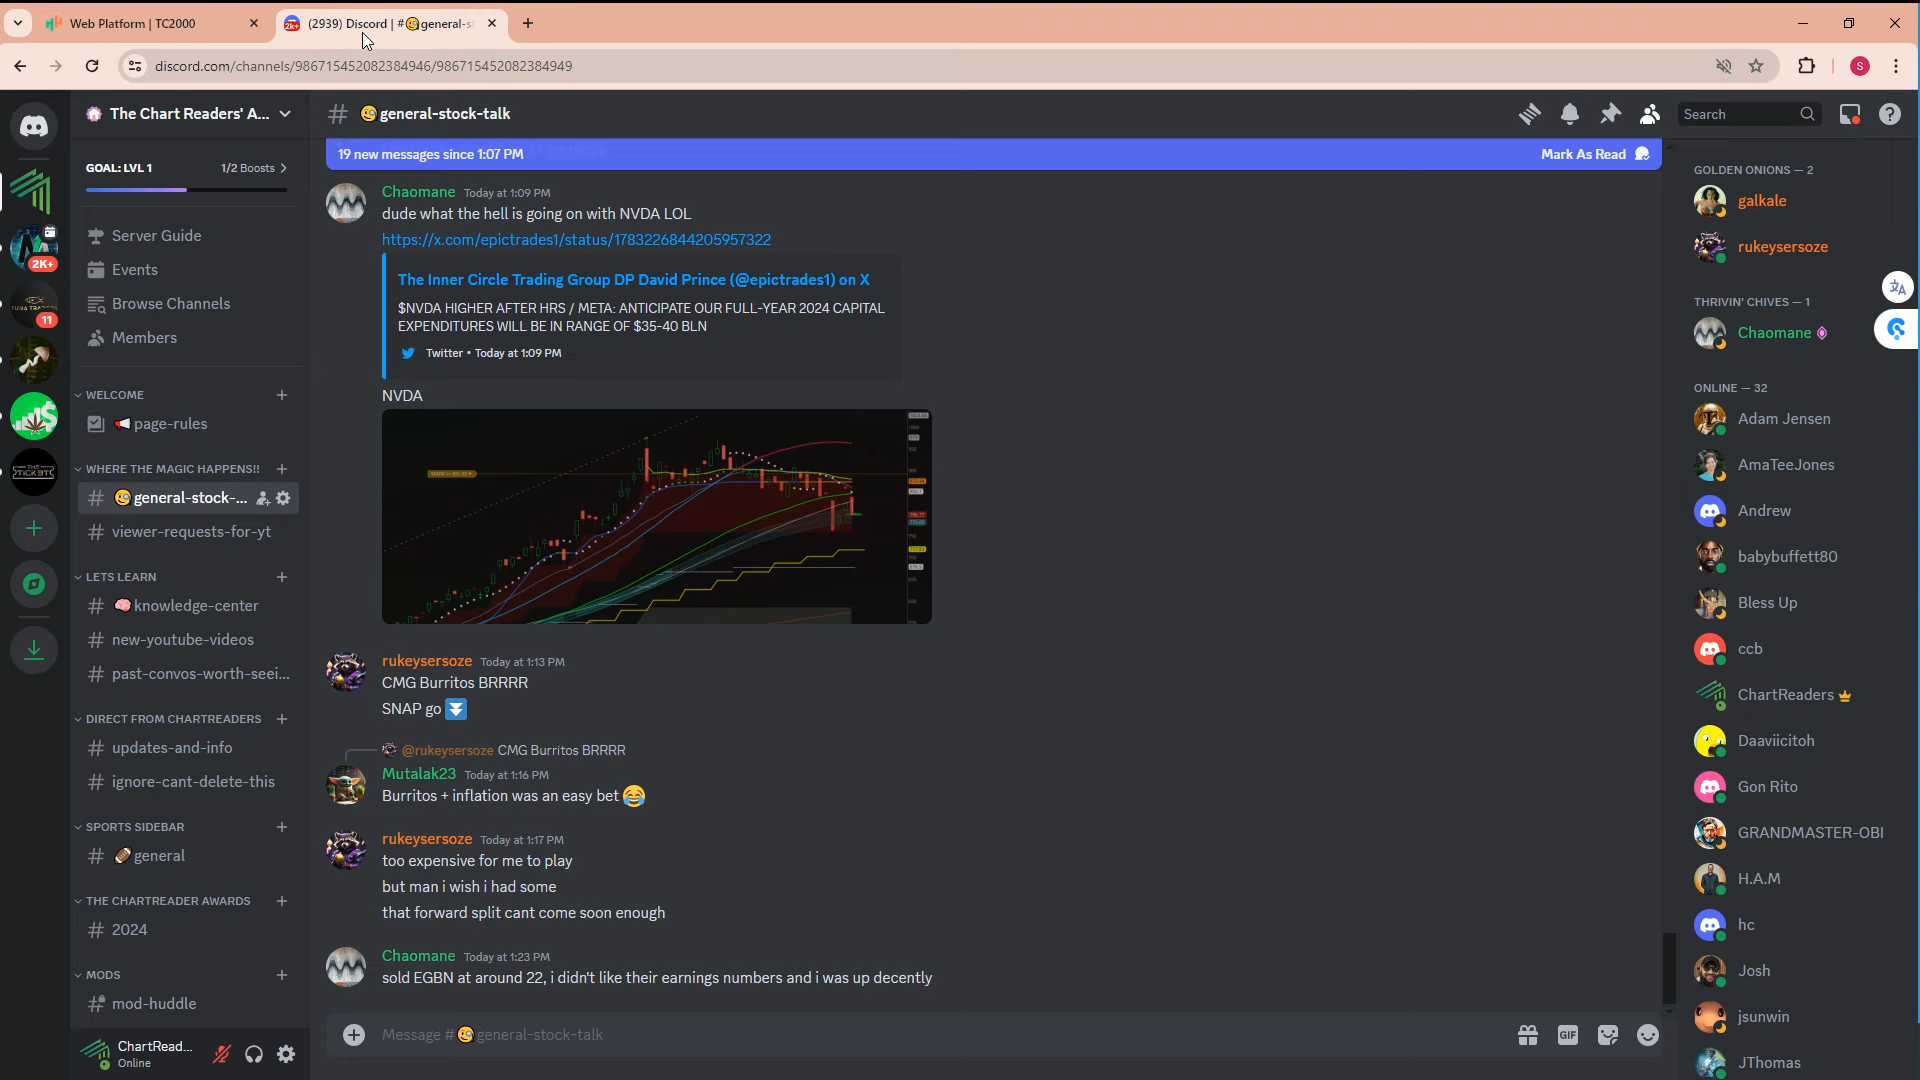 Web Platform | TC2000
(2939) Discord | #general-st
discord.com/channels/986715452082384946/986715452082384949
The Chart Readers' A...
#general-stock-talk
Search
GOAL: LVL 1
1/2 Boosts
Server Guide
Events
Browse Channels
Members
WELCOME
page-rules
WHERE THE MAGIC HAPPENS!!
general-stock-...
viewer-requests-for-yt
LETS LEARN
knowledge-center
new-youtube-videos
past-convos-worth-seei...
DIRECT FROM CHARTREADERS
updates-and-info
ignore-cant-delete-this
SPORTS SIDEBAR
general
THE CHARTREADER AWARDS
2024
MODS
mod-huddle
ChartRead...
Online
2K+
11
19 new messages since 1:07 PM
Mark As Read
Chaomane Today at 1:09 PM
dude what the hell is going on with NVDA LOL
https://x.com/epictrades1/status/1783226844205957322
The Inner Circle Trading Group DP David Prince (@epictrades1) on X
$NVDA HIGHER AFTER HRS / META: ANTICIPATE OUR FULL-YEAR 2024 CAPITAL
EXPENDITURES WILL BE IN RANGE OF $35-40 BLN
Twitter • Today at 1:09 PM
NVDA
rukeysersoze Today at 1:13 PM
CMG Burritos BRRRR
SNAP go
@rukeysersoze CMG Burritos BRRRR
Mutalak23 Today at 1:16 PM
Burritos + inflation was an easy bet
rukeysersoze Today at 1:17 PM
too expensive for me to play
but man i wish i had some
that forward split cant come soon enough
Chaomane Today at 1:23 PM
sold EGBN at around 22, i didn't like their earnings numbers and i was up decently
Message #general-stock-talk
GIF
GOLDEN ONIONS — 2
galkale
rukeysersoze
THRIVIN' CHIVES — 1
Chaomane
ONLINE — 32
Adam Jensen
AmaTeeJones
Andrew
babybuffett80
Bless Up
ccb
ChartReaders
Daaviicitoh
Gon Rito
GRANDMASTER-OBI
H.A.M
hc
Josh
jsunwin
JThomas